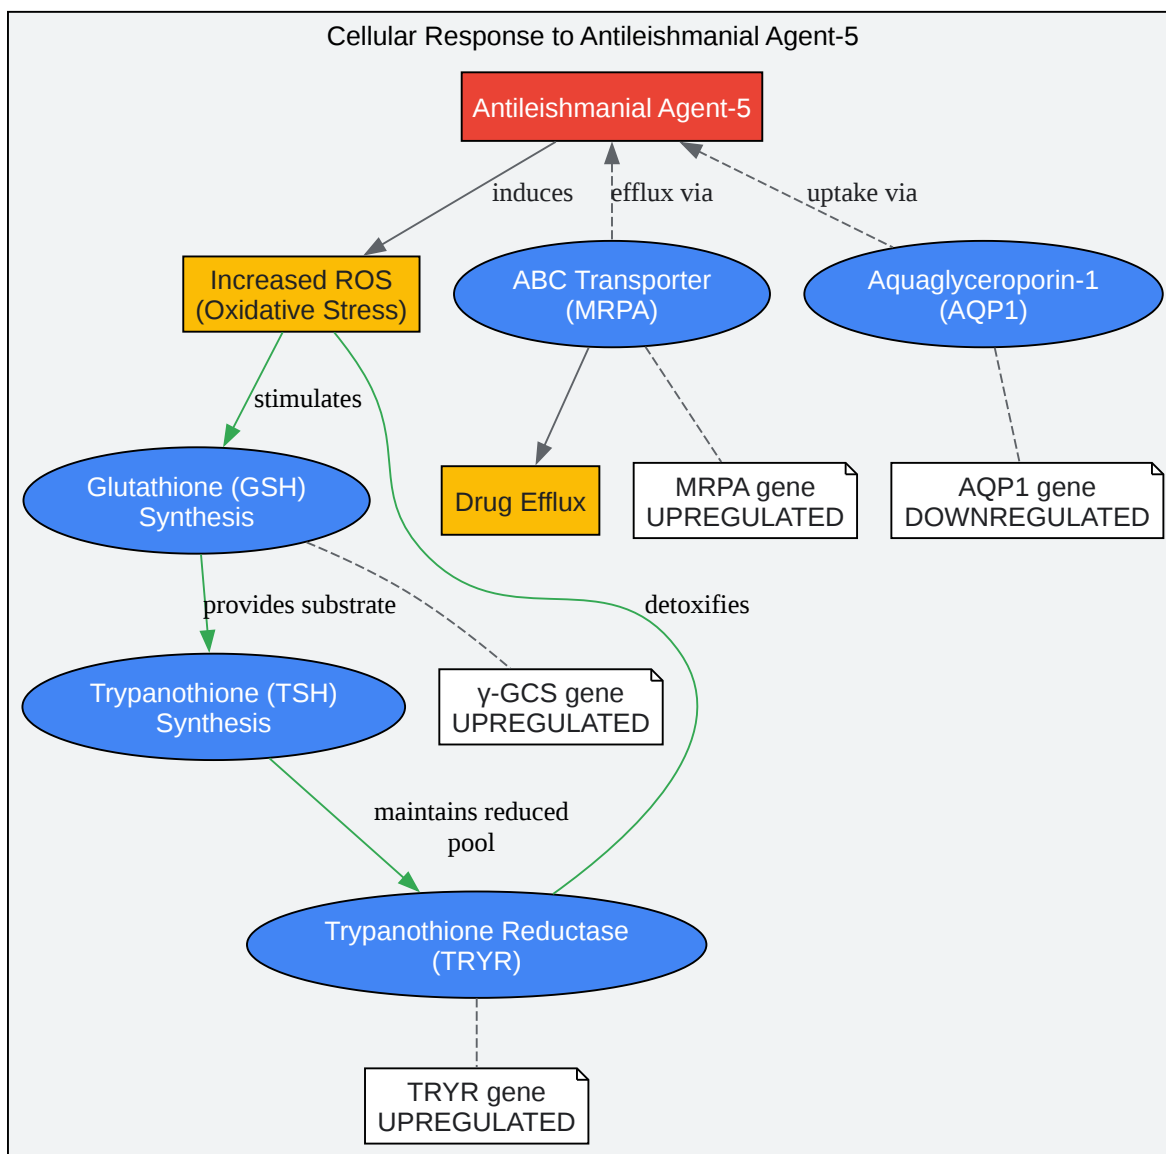 Cellular Response to Antileishmanial Agent-5
Antileishmanial Agent-5
induces
efflux via
uptake via
Increased ROS
(Oxidative Stress)
ABC Transporter
(MRPA)
Aquaglyceroporin-1
(AQP1)
stimulates
Glutathione (GSH)
Synthesis
Drug Efflux
MRPA gene
UPREGULATED
AQP1 gene
DOWNREGULATED
provides substrate
detoxifies
Trypanothione (TSH)
Synthesis
γ-GCS gene
UPREGULATED
maintains reduced
pool
Trypanothione Reductase
(TRYR)
TRYR gene
UPREGULATED